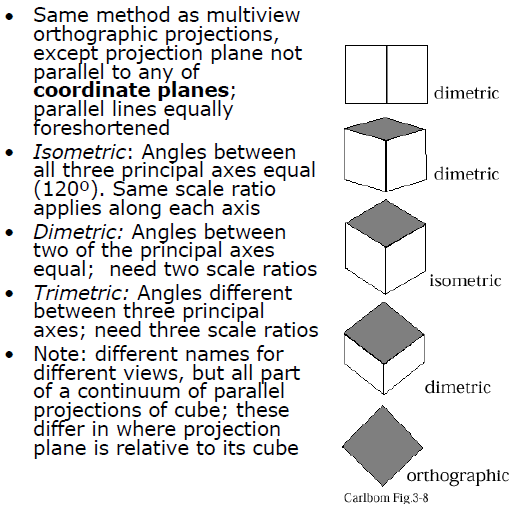 • Same method as multiview
orthographic projections,
except projection plane not
parallel to any of
coordinate planes;
parallel lines equally
foreshortened
• Isometric: Angles between
all three principal axes equal
(120º). Same scale ratio
applies along each axis
• Dimetric: Angles between
two of the principal axes
equal; need two scale ratios
• Trimetric: Angles different
between three principal
axes; need three scale ratios
• Note: different names for
different views, but all part
of a continuum of parallel
projections of cube; these
differ in where projection
plane is relative to its cube
dimetric
dimetric
isometric
dimetric
orthographic
Carlbom Fig.3-8